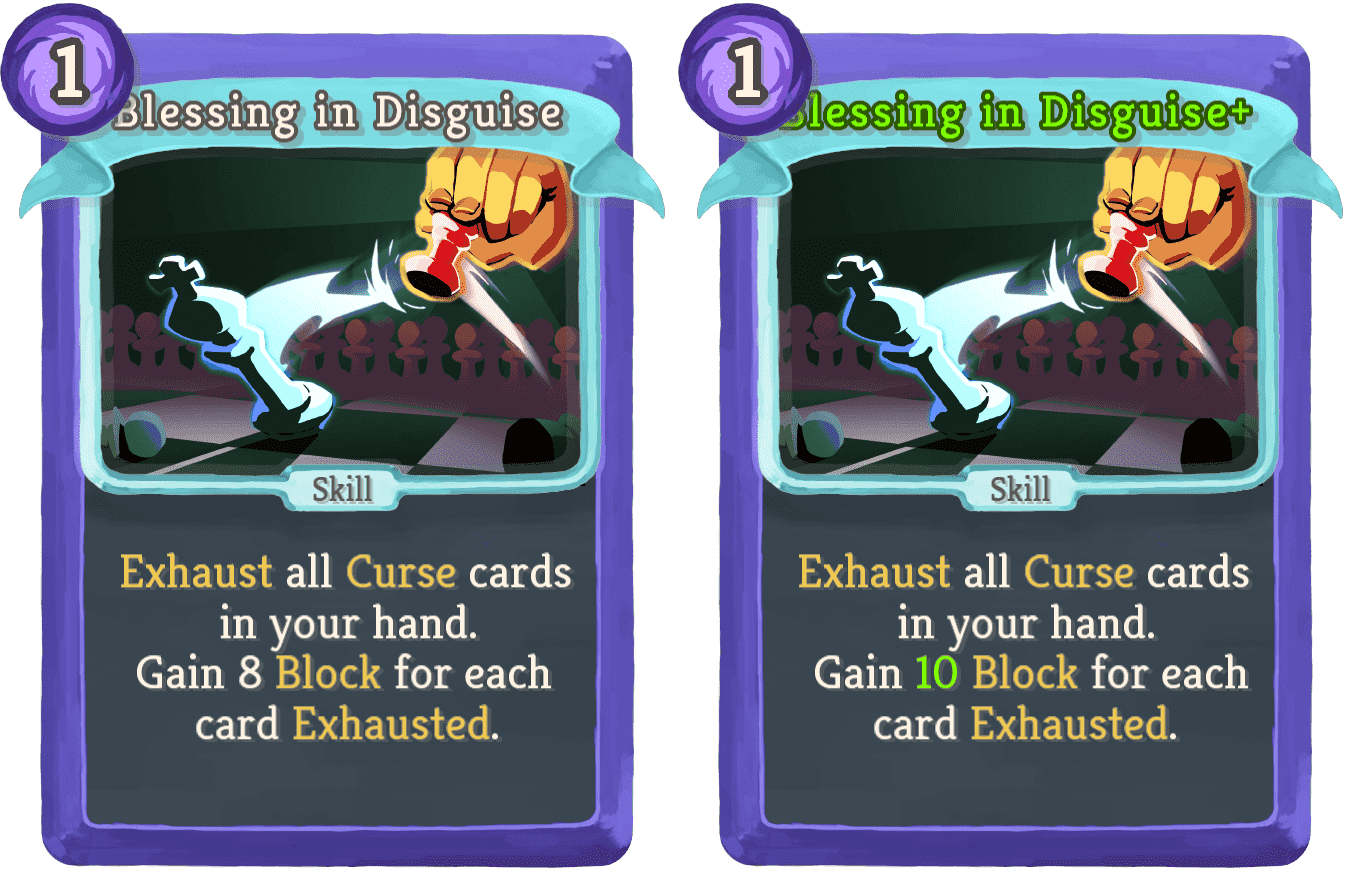 1
Blessing in Disguise
Skill
Exhaust all Curse cards
in your hand.
Gain 8 Block for each
card Exhausted.
1
Blessing in Disguise+
Skill
Exhaust all Curse cards
in your hand.
Gain 10 Block for each
card Exhausted.